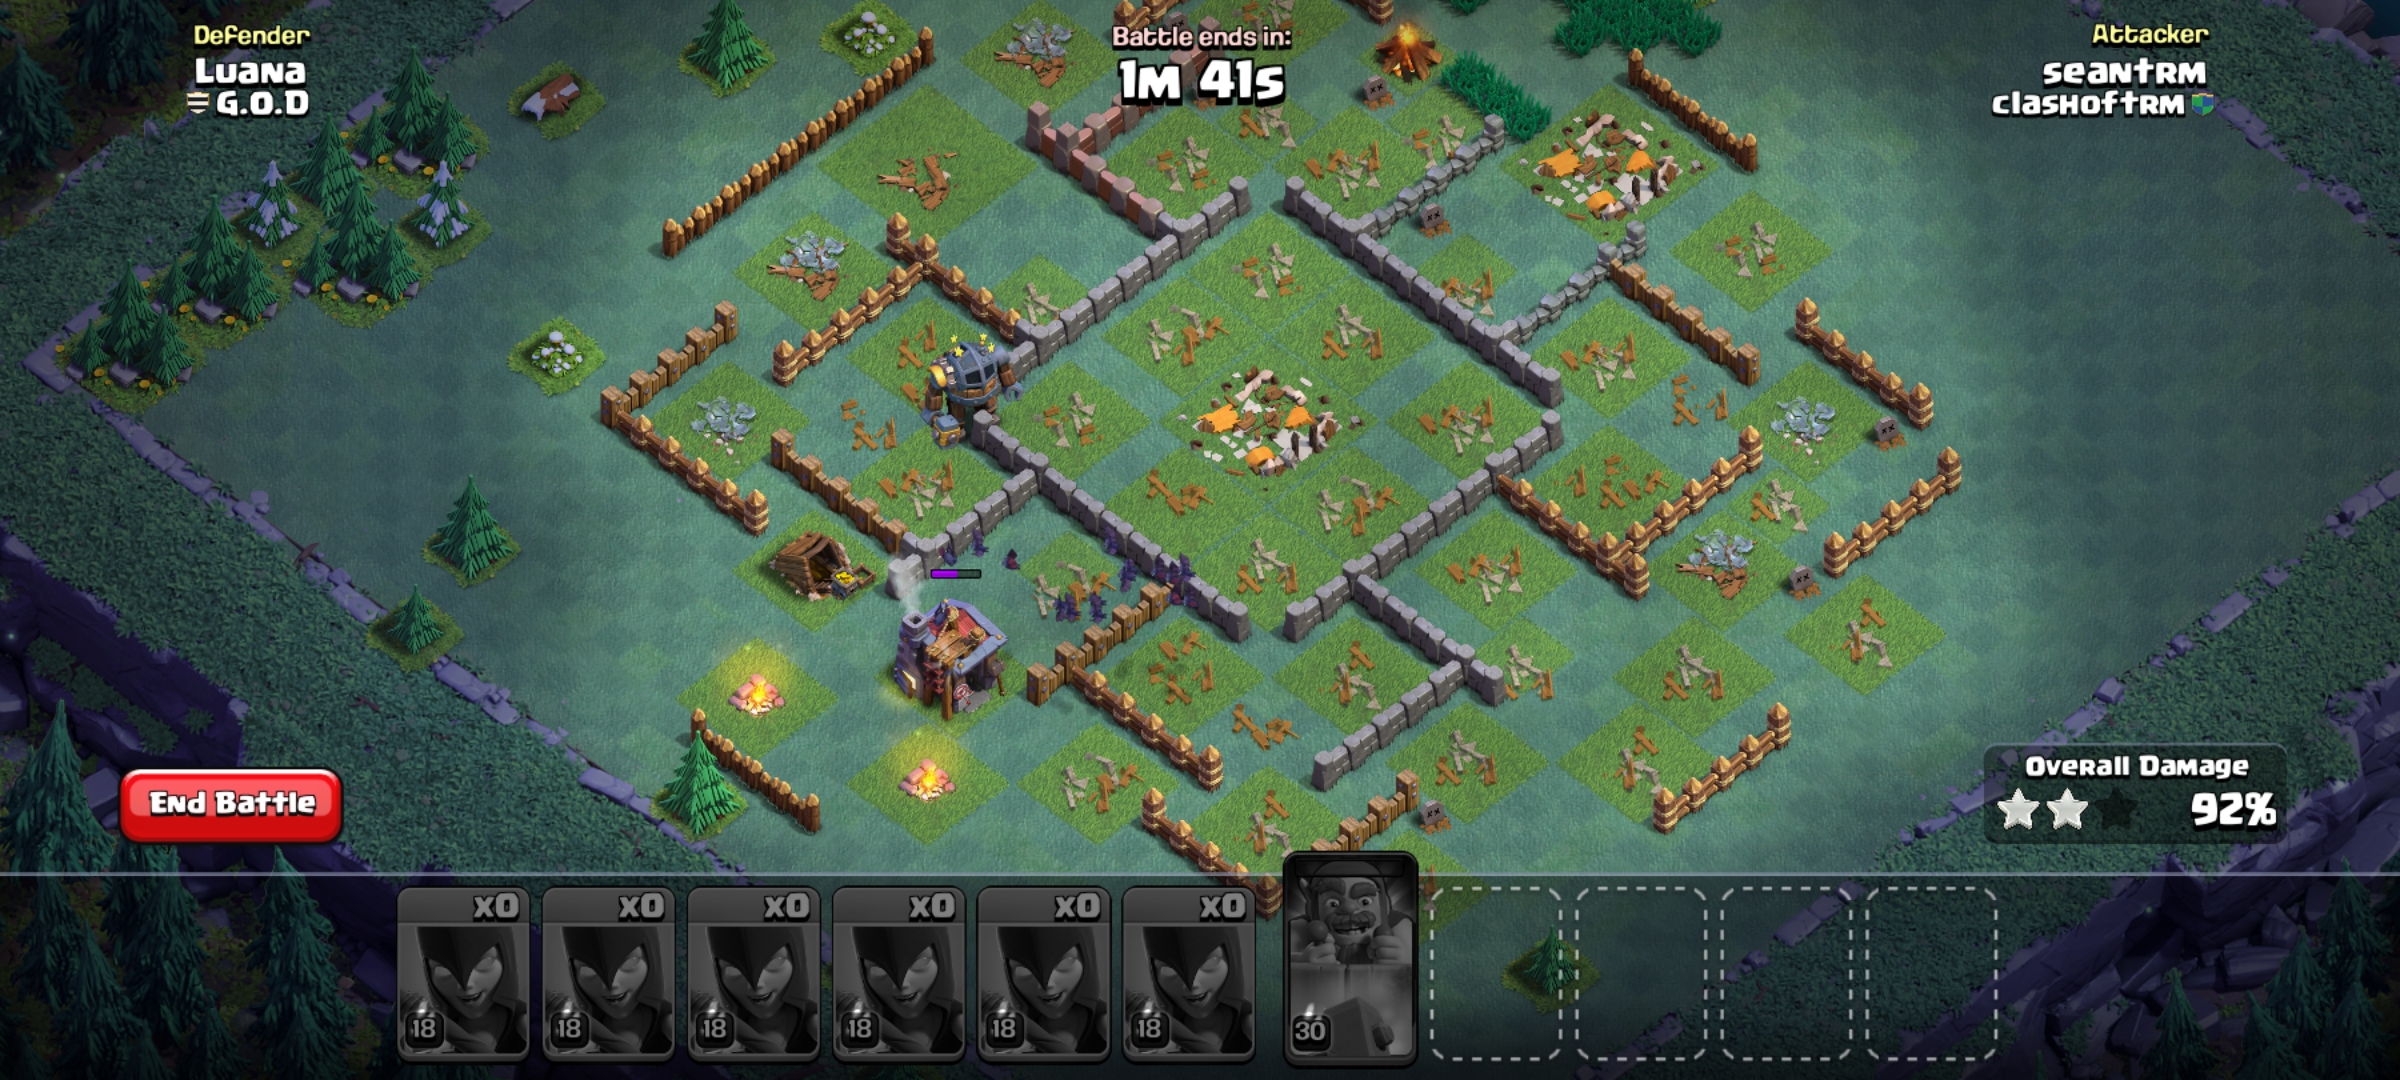 Defender
Luana
G.O.D
Battle ends in:
1M 41s
Attacker
seantRM
clashoftRM
End Battle
Overall Damage
92%
x0
x0
x0
x0
x0
x0
18
18
18
18
18
18
30